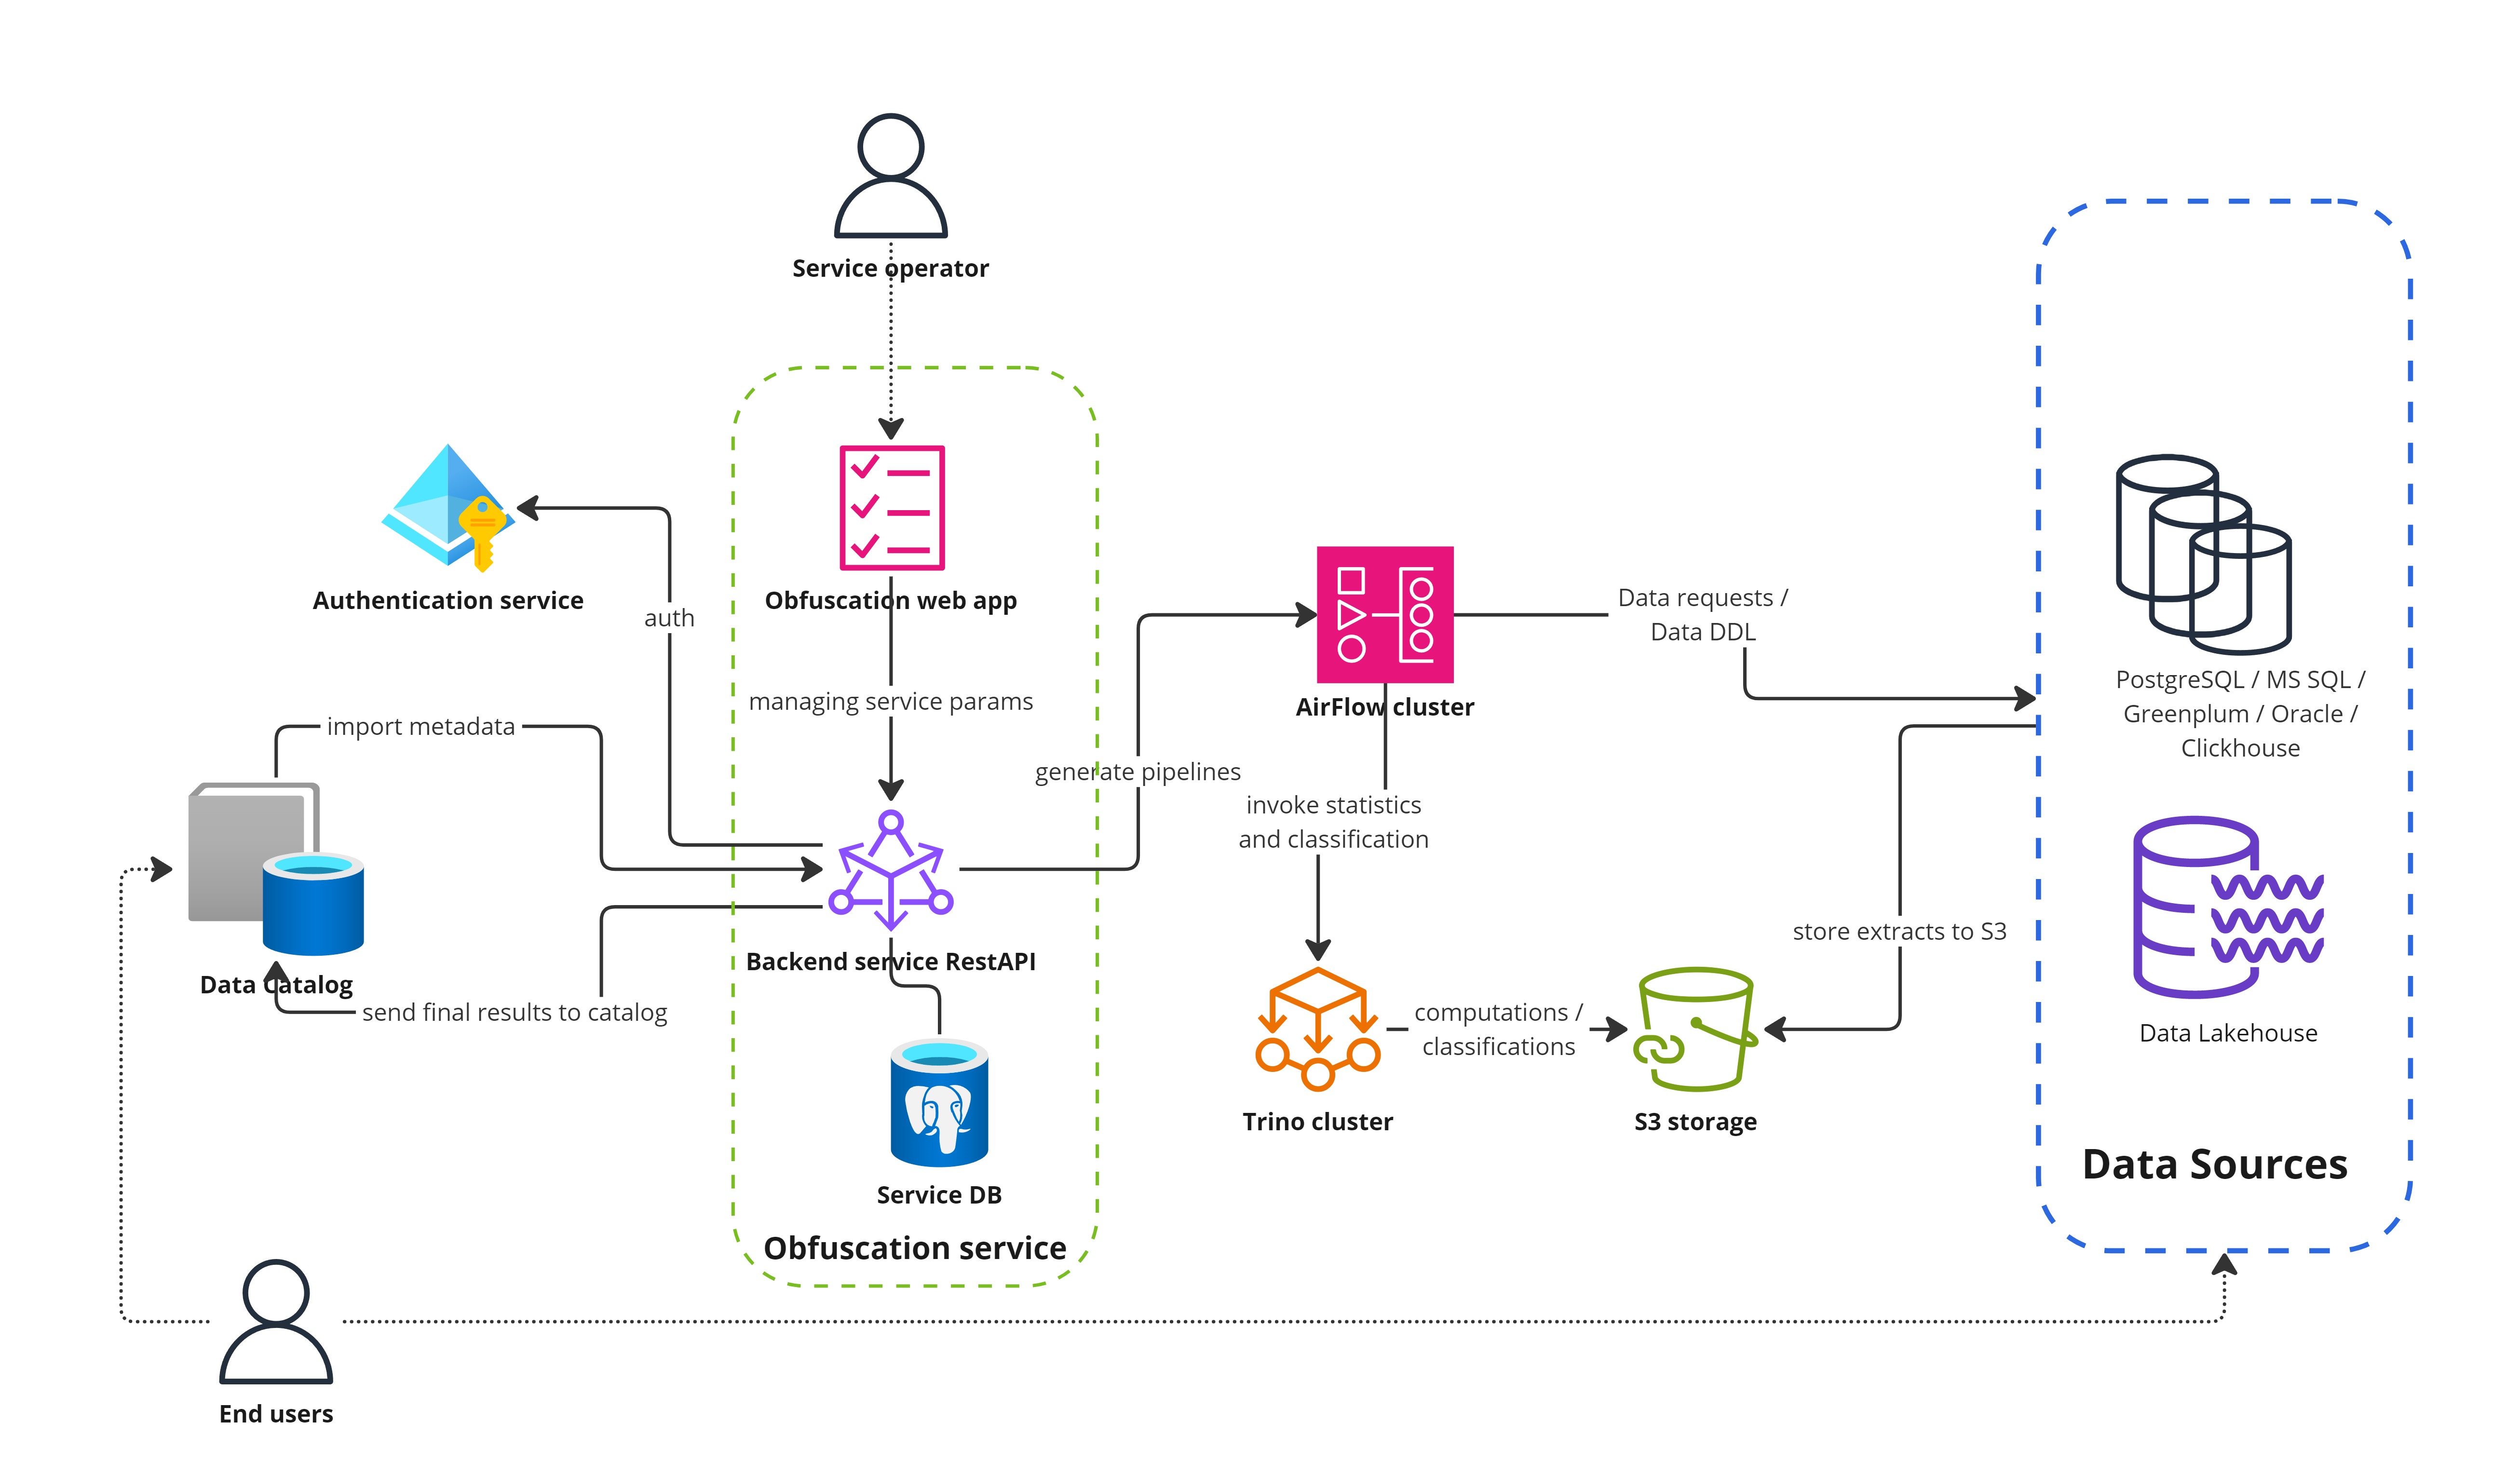 Service operator
Authentication service
auth
Obfuscation web app
managing service params
import metadata
generate pipelines
AirFlow cluster
invoke statistics
and classification
Data requests /
Data DDL
PostgreSQL / MS SQL /
Greenplum / Oracle /
Clickhouse
Data Catalog
send final results to catalog
Backend service RestAPI
Service DB
Obfuscation service
Trino cluster
computations /
classifications
S3 storage
store extracts to S3
Data Lakehouse
Data Sources
End users